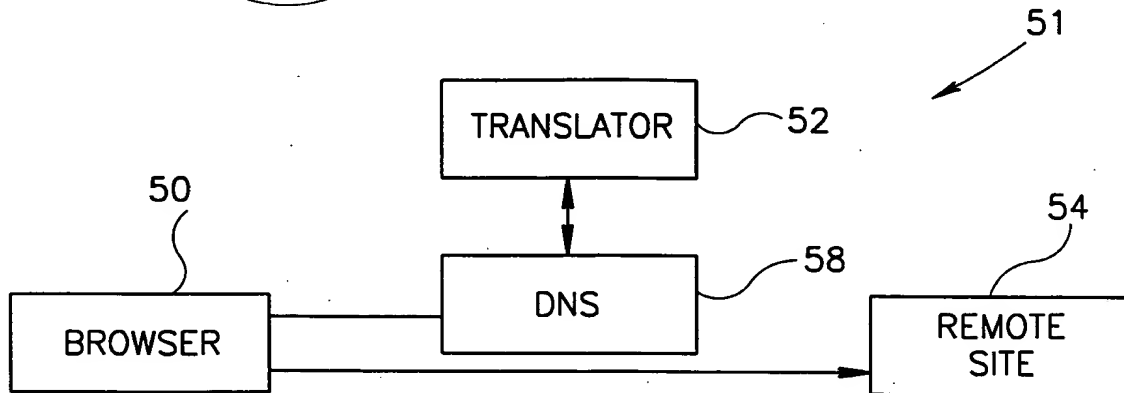 51
TRANSLATOR
52
50
54
DNS
58
BROWSER
REMOTE
SITE